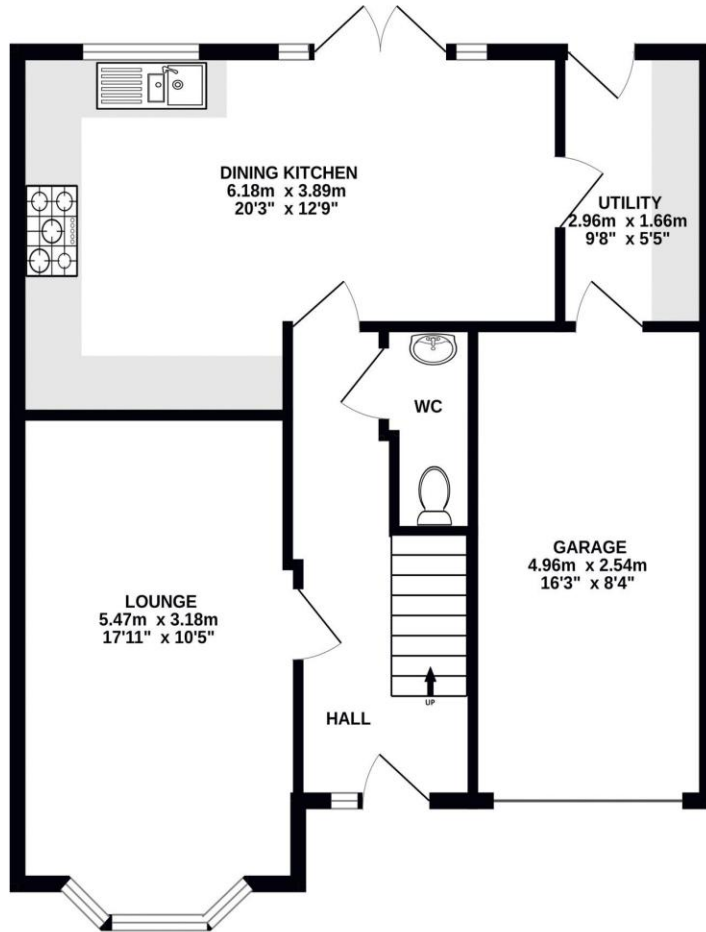 DINING KITCHEN
6.18m x 3.89m
20'3" x 12'9"
UTILITY
2.96m x 1.66m
9'8" x 5'5"
WC
GARAGE
4.96m x 2.54m
16'3" x 8'4"
LOUNGE
5.47m x 3.18m
17'11" x 10'5"
UP
HALL